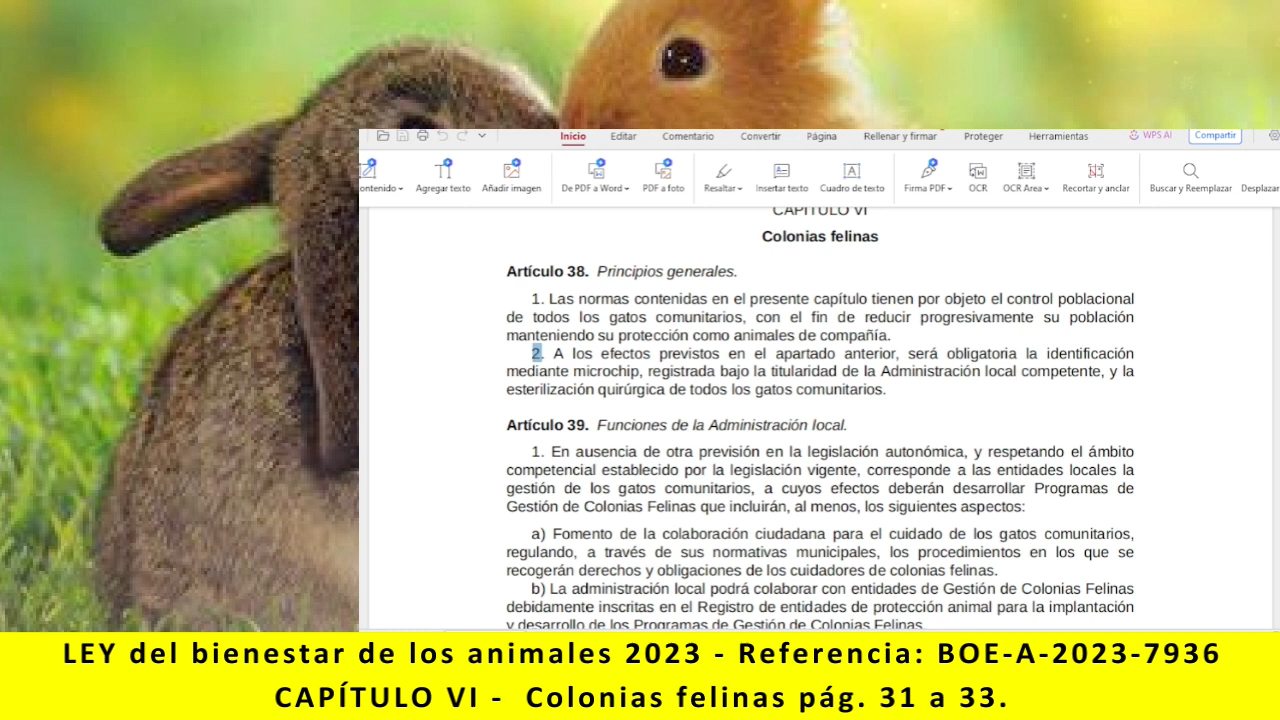 Inicio Editar Comentario Convertir Página Rellenar y firmar Proteger Herramientas WPS AI Compartir
ontenido Agregar texto Añadir imagen De PDF a Word PDF a foto Resaltar Insertar texto Cuadro de texto Firma PDF OCR OCR Area Recortar y anclar Buscar y Reemplazar Desplazar
CAPÍTULO VI
Colonias felinas
Artículo 38. Principios generales.
1. Las normas contenidas en el presente capítulo tienen por objeto el control poblacional
de todos los gatos comunitarios, con el fin de reducir progresivamente su población
manteniendo su protección como animales de compañía.
2. A los efectos previstos en el apartado anterior, será obligatoria la identificación
mediante microchip, registrada bajo la titularidad de la Administración local competente, y la
esterilización quirúrgica de todos los gatos comunitarios.
Artículo 39. Funciones de la Administración local.
1. En ausencia de otra previsión en la legislación autonómica, y respetando el ámbito
competencial establecido por la legislación vigente, corresponde a las entidades locales la
gestión de los gatos comunitarios, a cuyos efectos deberán desarrollar Programas de
Gestión de Colonias Felinas que incluirán, al menos, los siguientes aspectos:
a) Fomento de la colaboración ciudadana para el cuidado de los gatos comunitarios,
regulando, a través de sus normativas municipales, los procedimientos en los que se
recogerán derechos y obligaciones de los cuidadores de colonias felinas.
b) La administración local podrá colaborar con entidades de Gestión de Colonias Felinas
debidamente inscritas en el Registro de entidades de protección animal para la implantación
y desarrollo de los Programas de Gestión de Colonias Felinas.
LEY del bienestar de los animales 2023 - Referencia: BOE-A-2023-7936
CAPÍTULO VI - Colonias felinas pág. 31 a 33.